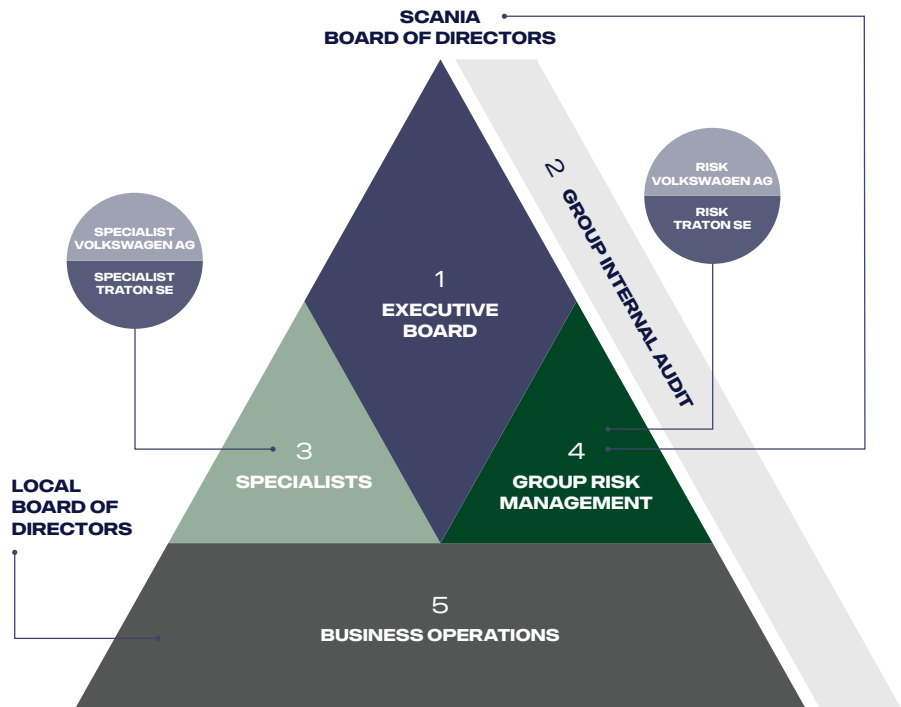 SCANIA
BOARD OF DIRECTORS
RISK
VOLKSWAGEN AG
RISK
TRATON SE
2 GROUP INTERNAL AUDIT
SPECIALIST
VOLKSWAGEN AG
SPECIALIST
TRATON SE
1
EXECUTIVE
BOARD
3
SPECIALISTS
4
GROUP RISK
MANAGEMENT
LOCAL
BOARD OF
DIRECTORS
5
BUSINESS OPERATIONS